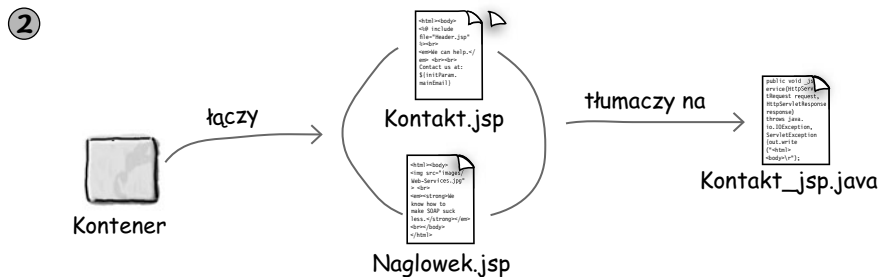 2
<html><body>
<%@ include
file="Header.jsp"
%><br>
<em>We can help.</
em> <br><br>
Contact us at:
${initParam.
mainEmail}
Kontakt.jsp
łączy
Kontener
<html><body>
<img src="images/
Web-Services.jpg"
> <br>
<em><strong>We
know how to
make SOAP suck
less.</strong></em>
<br></body>
</html>
Naglowek.jsp
tłumaczy na
public void _js
ervice(HttpServ
tRequest request,
HttpServletResponse
response)
throws java.
io.IOException,
ServletException
{out.write
("<html>
<body>\r");
Kontakt_jsp.java